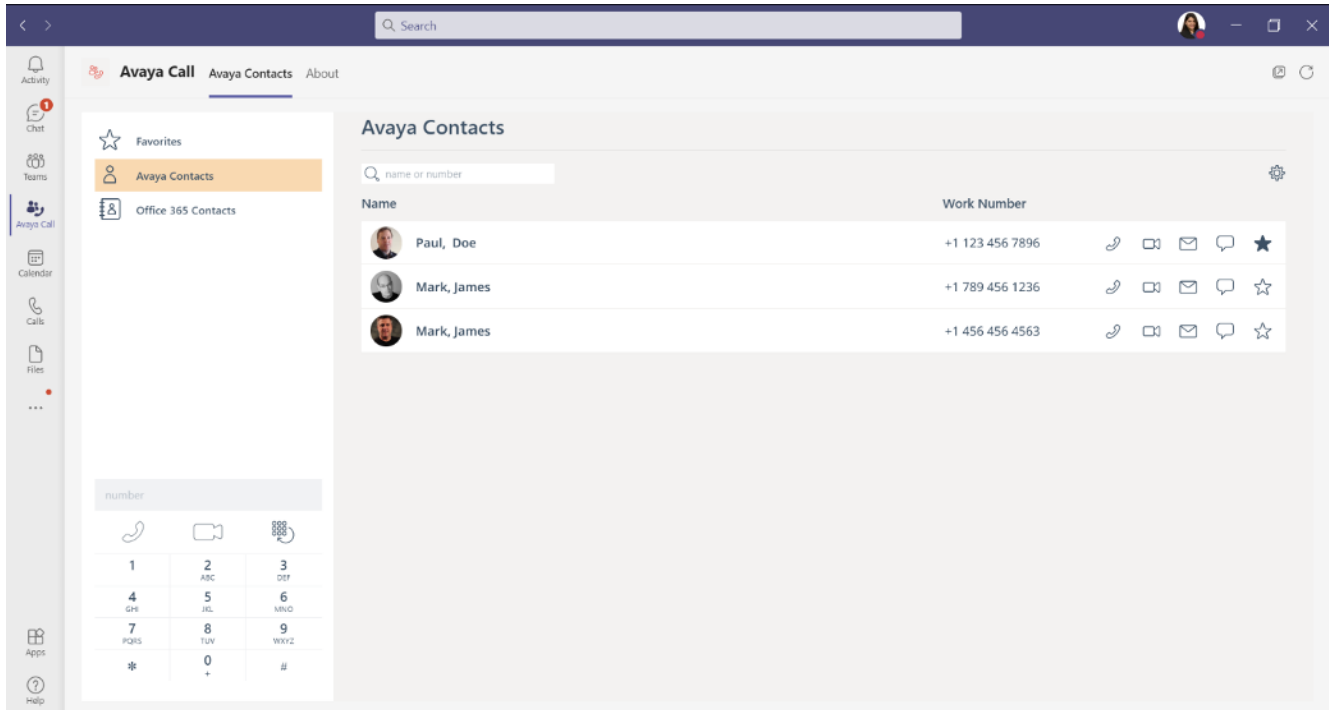 Search
Activity
1
Chat
Teams
Avaya Call
Calendar
Calls
Files
...
Apps
Help
Avaya Call Avaya Contacts About
Favorites
Avaya Contacts
Office 365 Contacts
number
1 2 3
ABC DEF
4 5 6
GHI JKL MNO
7 8 9
PQRS TUV WXYZ
* 0 #
+
Avaya Contacts
name or number
Name Work Number
Paul, Doe +1 123 456 7896
Mark, James +1 789 456 1236
Mark, James +1 456 456 4563